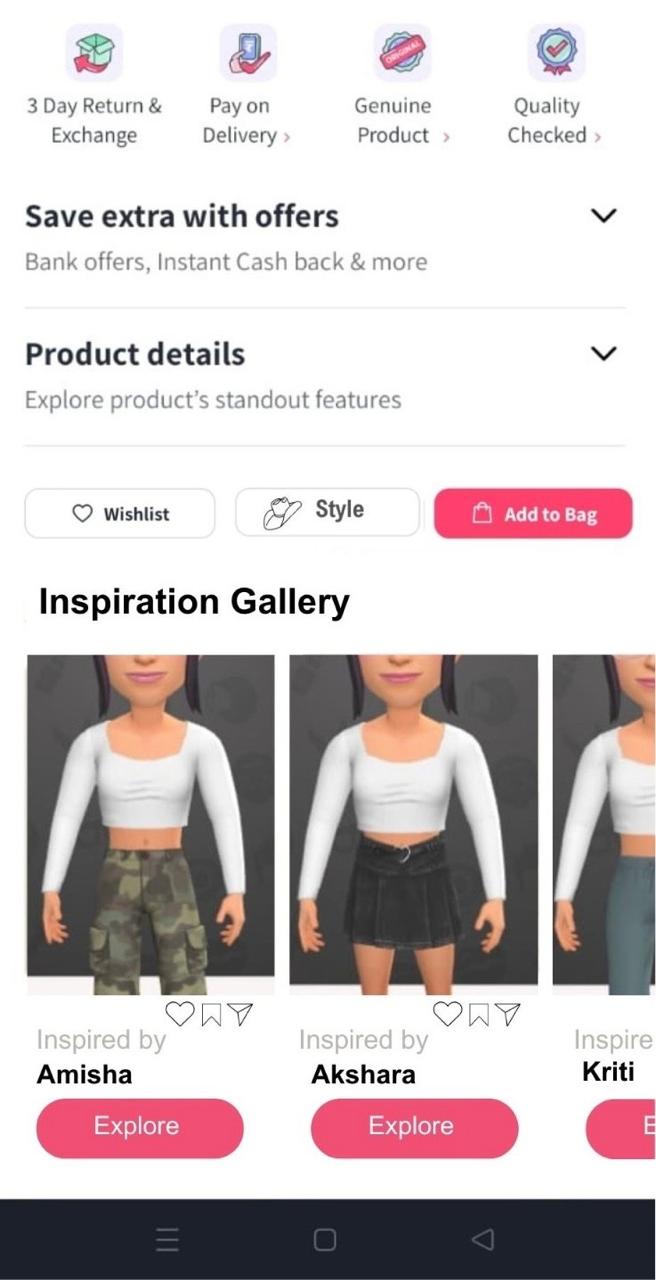 3 Day Return &
Exchange
Pay on
Delivery ›
ORIGINAL
Genuine
Product ›
Quality
Checked ›
Save extra with offers
Bank offers, Instant Cash back & more
Product details
Explore product’s standout features
Wishlist
Style
Add to Bag
Inspiration Gallery
Inspired by
Amisha
Explore
Inspired by
Akshara
Explore
Inspire
Kriti
E